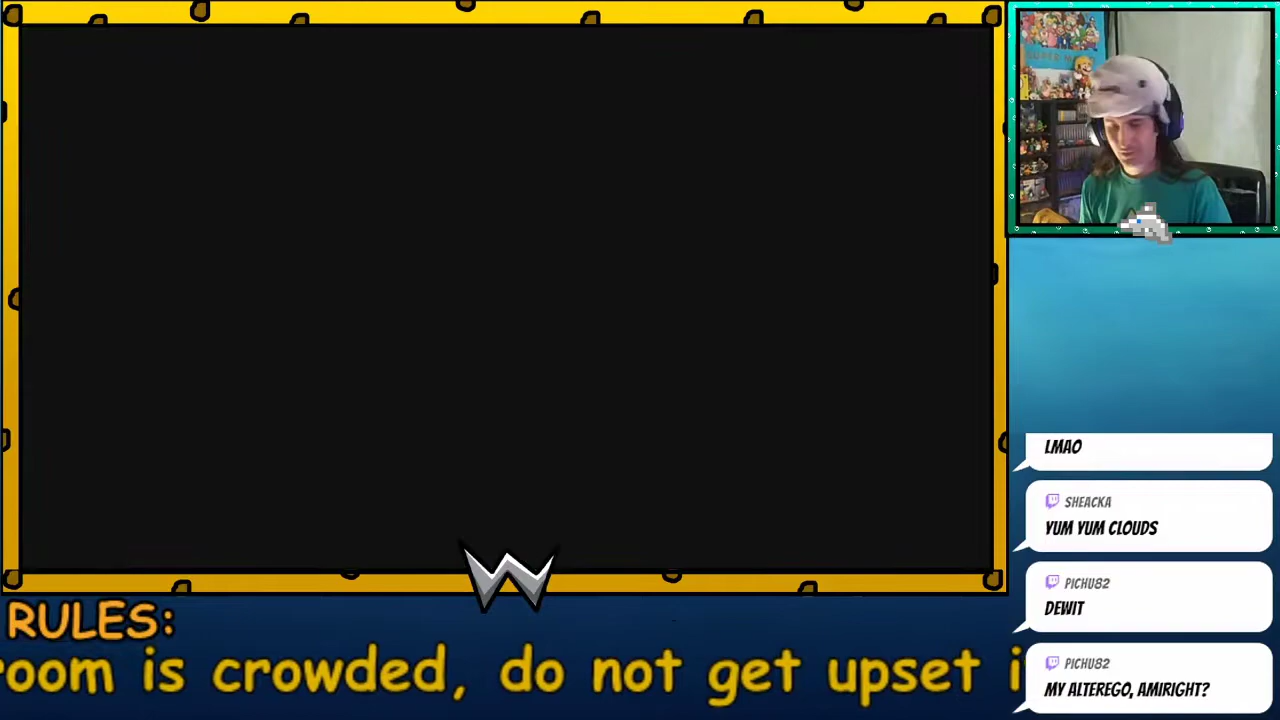 LMAO
SHEACKA
YUM YUM CLOUDS
PICHU82
DEWIT
PICHU82
MY ALTEREGO, AMIRIGHT?
RULES:
room is crowded, do not get upset i